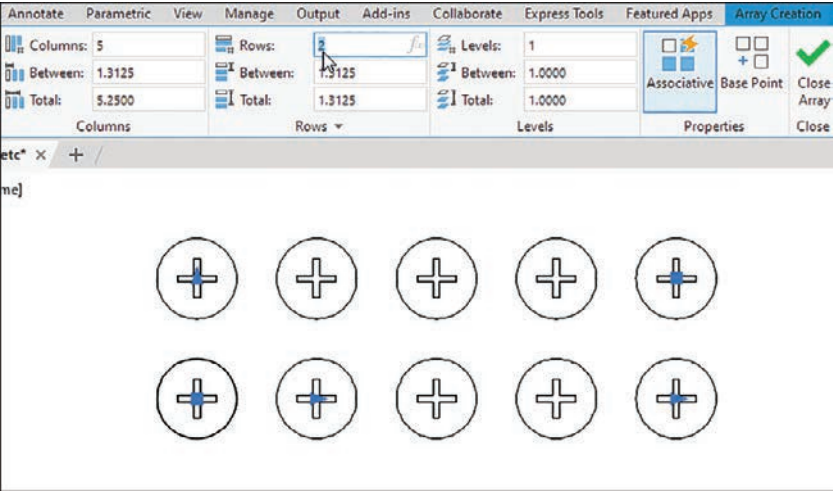 Annotate Parametric View Manage Output Add-ins Collaborate Express Tools Featured Apps Array Creation
Columns: 5 Rows: 2 fx Levels: 1
Between: 1.3125 Between: 1.3125 Between: 1.0000
Total: 5.2500 Total: 1.3125 Total: 1.0000
Associative Base Point Close Array
Columns Rows Levels Properties Close
etc*
me]